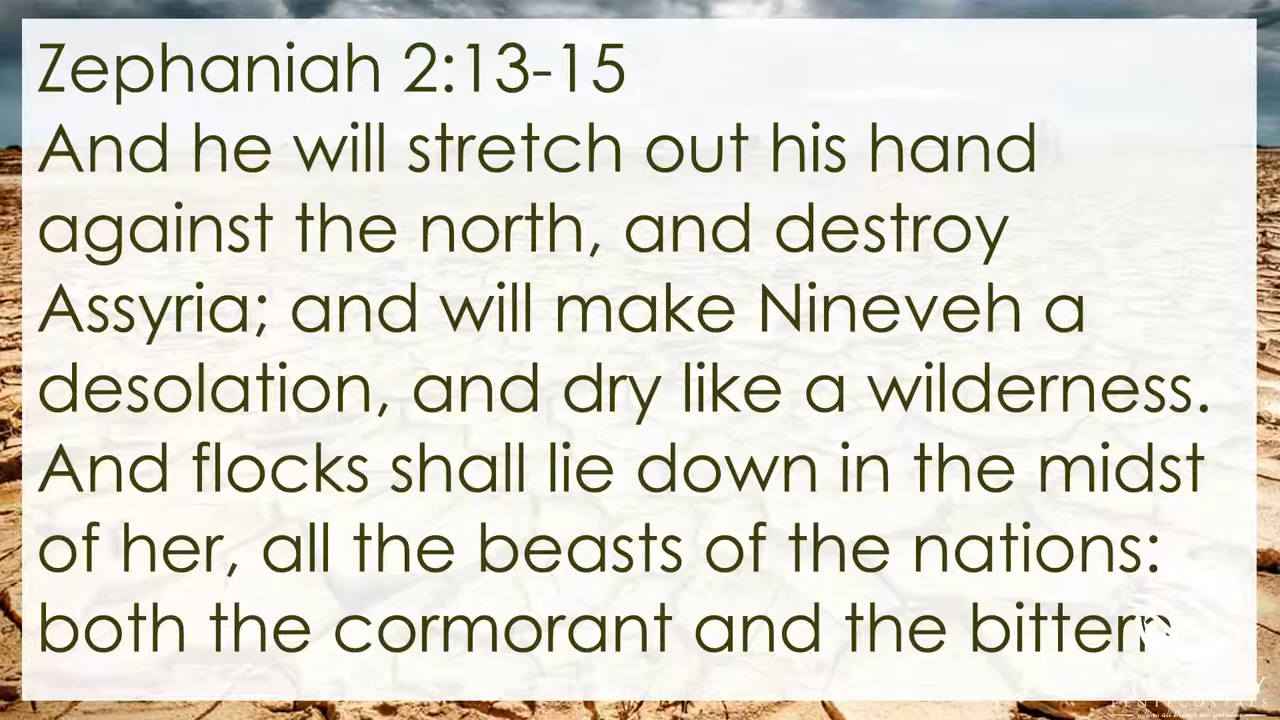 Zephaniah 2:13-15
And he will stretch out his hand
against the north, and destroy
Assyria; and will make Nineveh a
desolation, and dry like a wilderness.
And flocks shall lie down in the midst
of her, all the beasts of the nations:
both the cormorant and the bittern
PENTECOSTALS